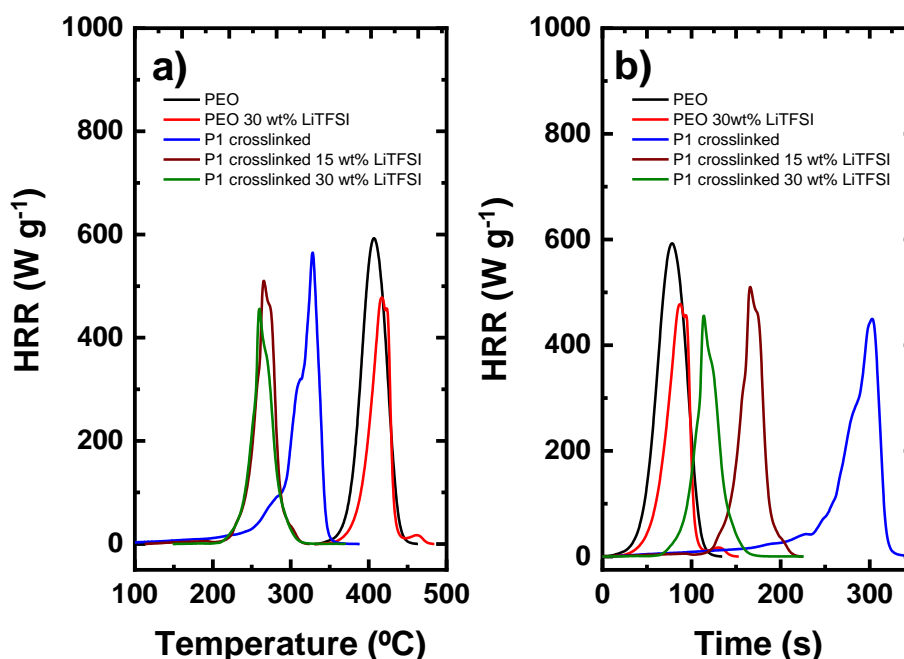 a)
PEO
PEO 30 wt% LiTFSI
P1 crosslinked
P1 crosslinked 15 wt% LiTFSI
P1 crosslinked 30 wt% LiTFSI
1000
800
600
400
200
0
HRR (W g⁻¹)
100 200 300 400 500
Temperature (ºC)
b)
PEO
PEO 30wt% LiTFSI
P1 crosslinked
P1 crosslinked 15 wt% LiTFSI
P1 crosslinked 30 wt% LiTFSI
1000
800
600
400
200
0
HRR (W g⁻¹)
0 100 200 300
Time (s)